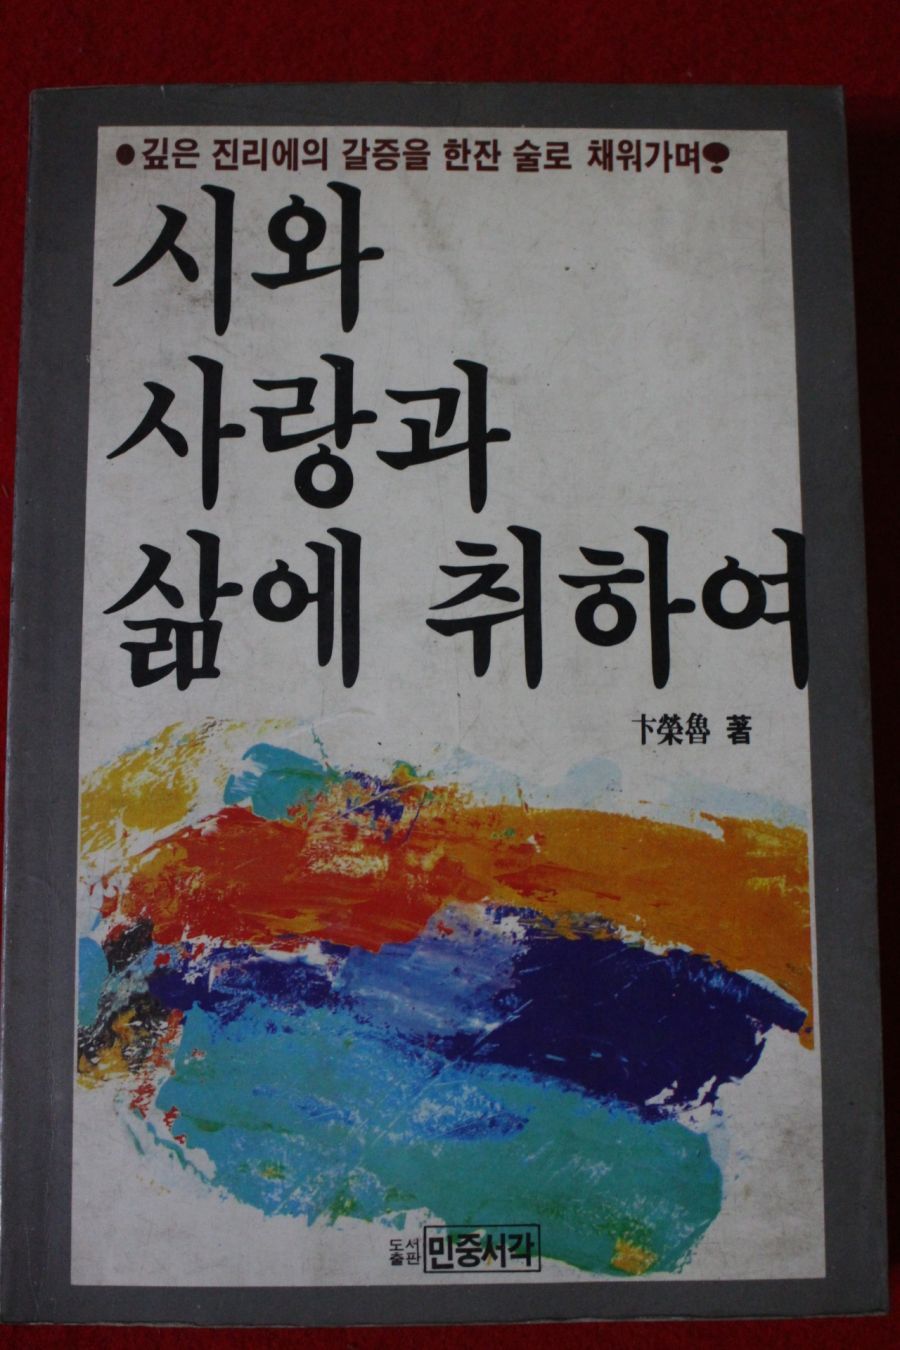 ●깊은 진리에의 갈증을 한잔 술로 채워가며
시와
사랑과
삶에 취하여
卞榮魯 著
도서
출판
민중서각